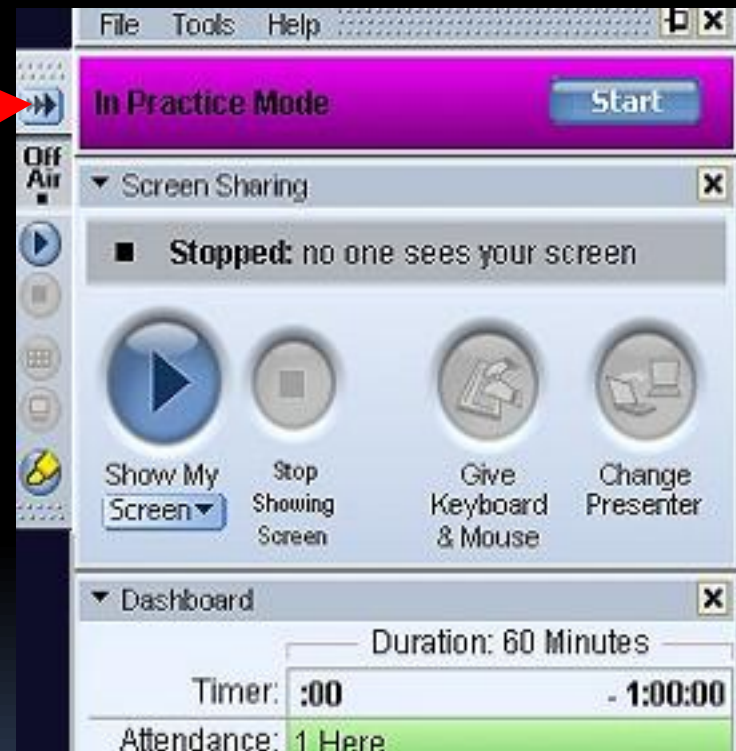 File Tools Help
In Practice Mode Start
Off
Air
Screen Sharing
Stopped: no one sees your screen
Show My
Screen
Stop
Showing
Screen
Give
Keyboard
& Mouse
Change
Presenter
Dashboard
Duration: 60 Minutes
Timer: :00 - 1:00:00
Attendance: 1 Here